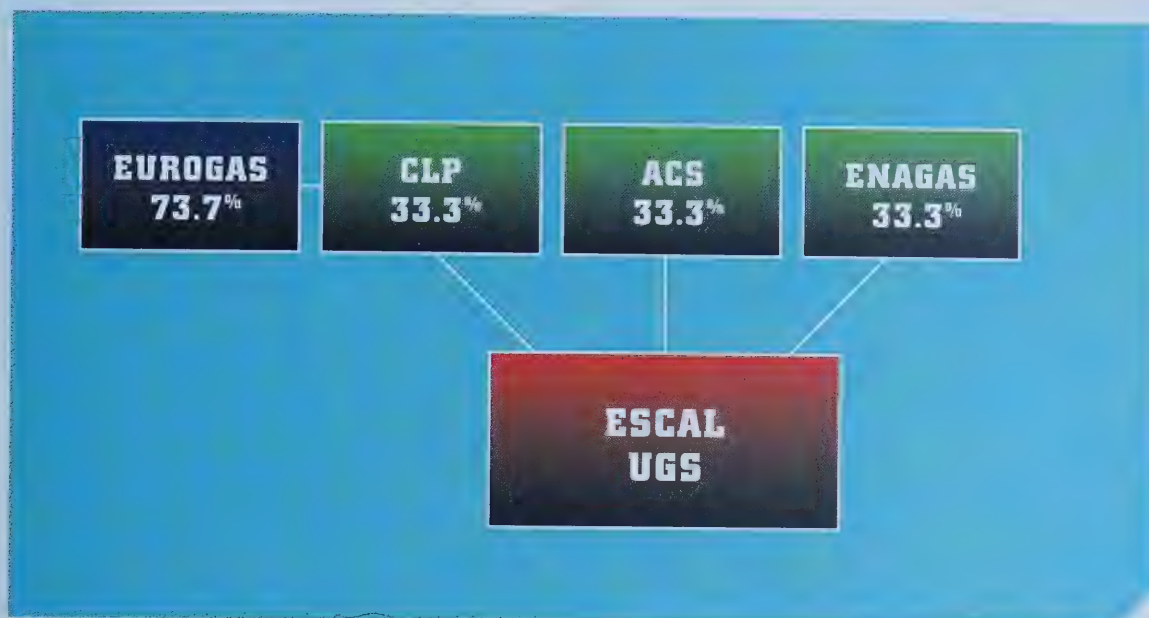 EUROGAS
73.7%
CLP
33.3%
ACS
33.3%
ENAGAS
33.3%
ESCAL
UGS